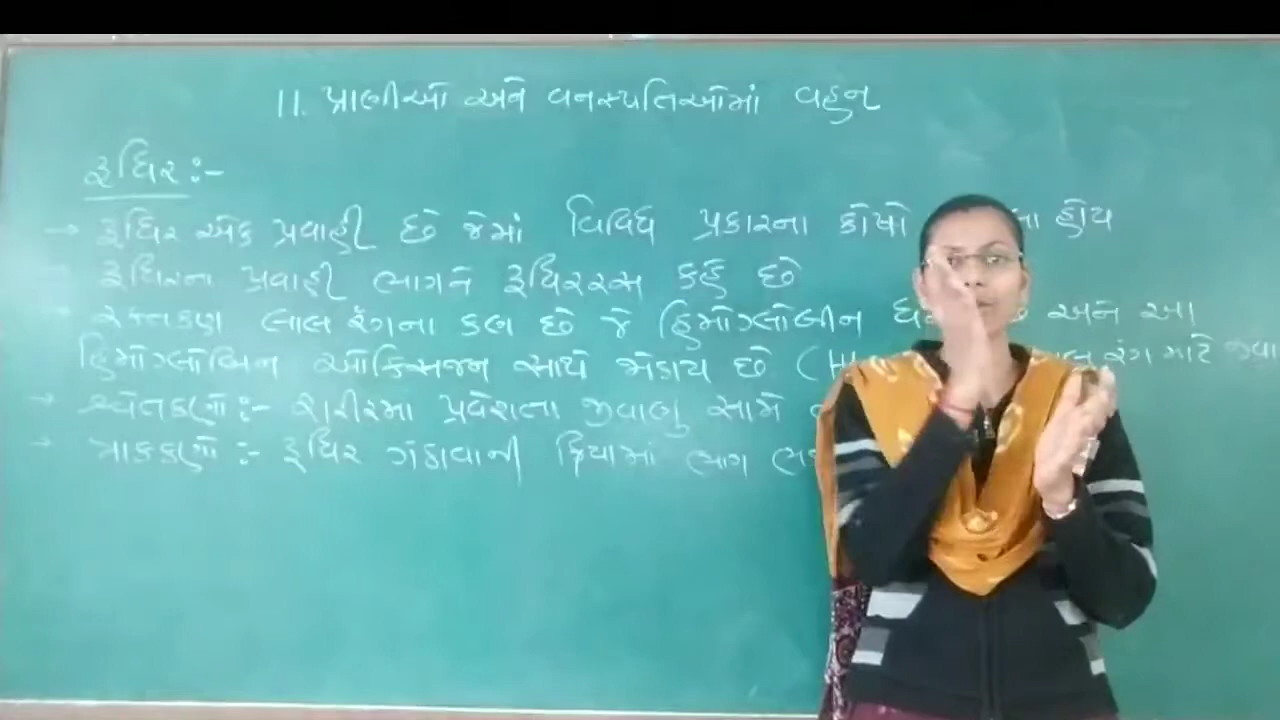 11. પ્રાણીઓ અને વનસ્પતિઓમાં વહન
રૂધિર :-
→ રૂધિર એક પ્રવાહી છે જેમાં વિવિધ પ્રકારના કોષો હોય
રૂધિરના પ્રવાહી ભાગને રૂધિરરસ કહે છે
→ રક્તકણ લાલ રંગના કણ છે જે હિમોગ્લોબીન અને આ
હિમોગ્લોબિન ઓક્સિજન સાથે જોડાય છે ( રંગ માટે જવા
→ શ્વેતકણો :- શરીરમા પ્રવેશતા જીવાણુ સામે
→ ત્રાકકણો :- રૂધિર ગંઠાવાની ક્રિયામાં ભાગ